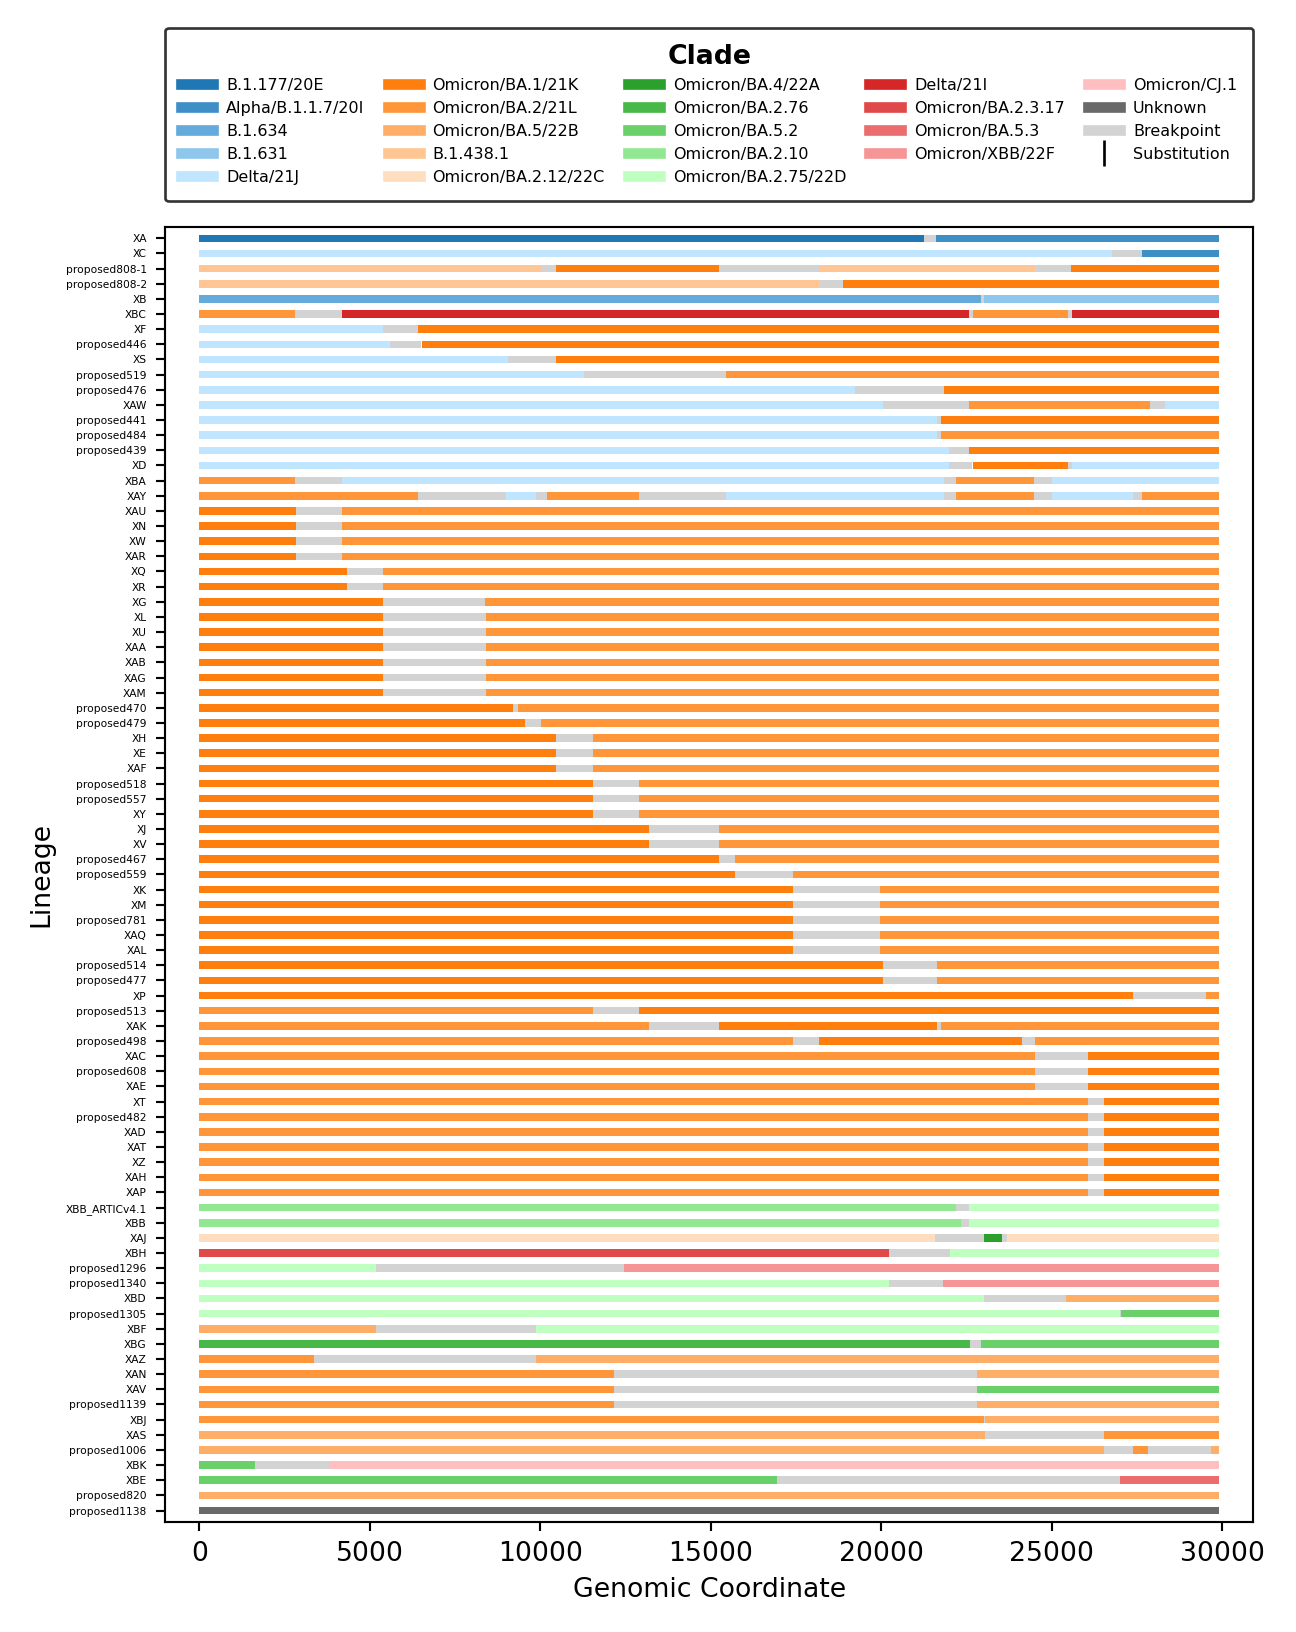 Clade
B.1.177/20E Omicron/BA.1/21K Omicron/BA.4/22A Delta/21I Omicron/CJ.1
Alpha/B.1.1.7/20I Omicron/BA.2/21L Omicron/BA.2.76 Omicron/BA.2.3.17 Unknown
B.1.634 Omicron/BA.5/22B Omicron/BA.5.2 Omicron/BA.5.3 Breakpoint
B.1.631 B.1.438.1 Omicron/BA.2.10 Omicron/XBB/22F Substitution
Delta/21J Omicron/BA.2.12/22C Omicron/BA.2.75/22D
XA
XC
proposed808-1
proposed808-2
XB
XBC
XF
proposed446
XS
proposed519
proposed476
XAW
proposed441
proposed484
proposed439
XD
XBA
XAY
XAU
XN
XW
XAR
XQ
XR
XG
XL
XU
XAA
XAB
XAG
XAM
proposed470
proposed479
XH
XE
XAF
proposed518
proposed557
XY
XJ
XV
proposed467
proposed559
XK
XM
proposed781
XAQ
XAL
proposed514
proposed477
XP
proposed513
XAK
proposed498
XAC
proposed608
XAE
XT
proposed482
XAD
XAT
XZ
XAH
XAP
XBB_ARTICv4.1
XBB
XAJ
XBH
proposed1296
proposed1340
XBD
proposed1305
XBF
XBG
XAZ
XAN
XAV
proposed1139
XBJ
XAS
proposed1006
XBK
XBE
proposed820
proposed1138
Lineage
0 5000 10000 15000 20000 25000 30000
Genomic Coordinate